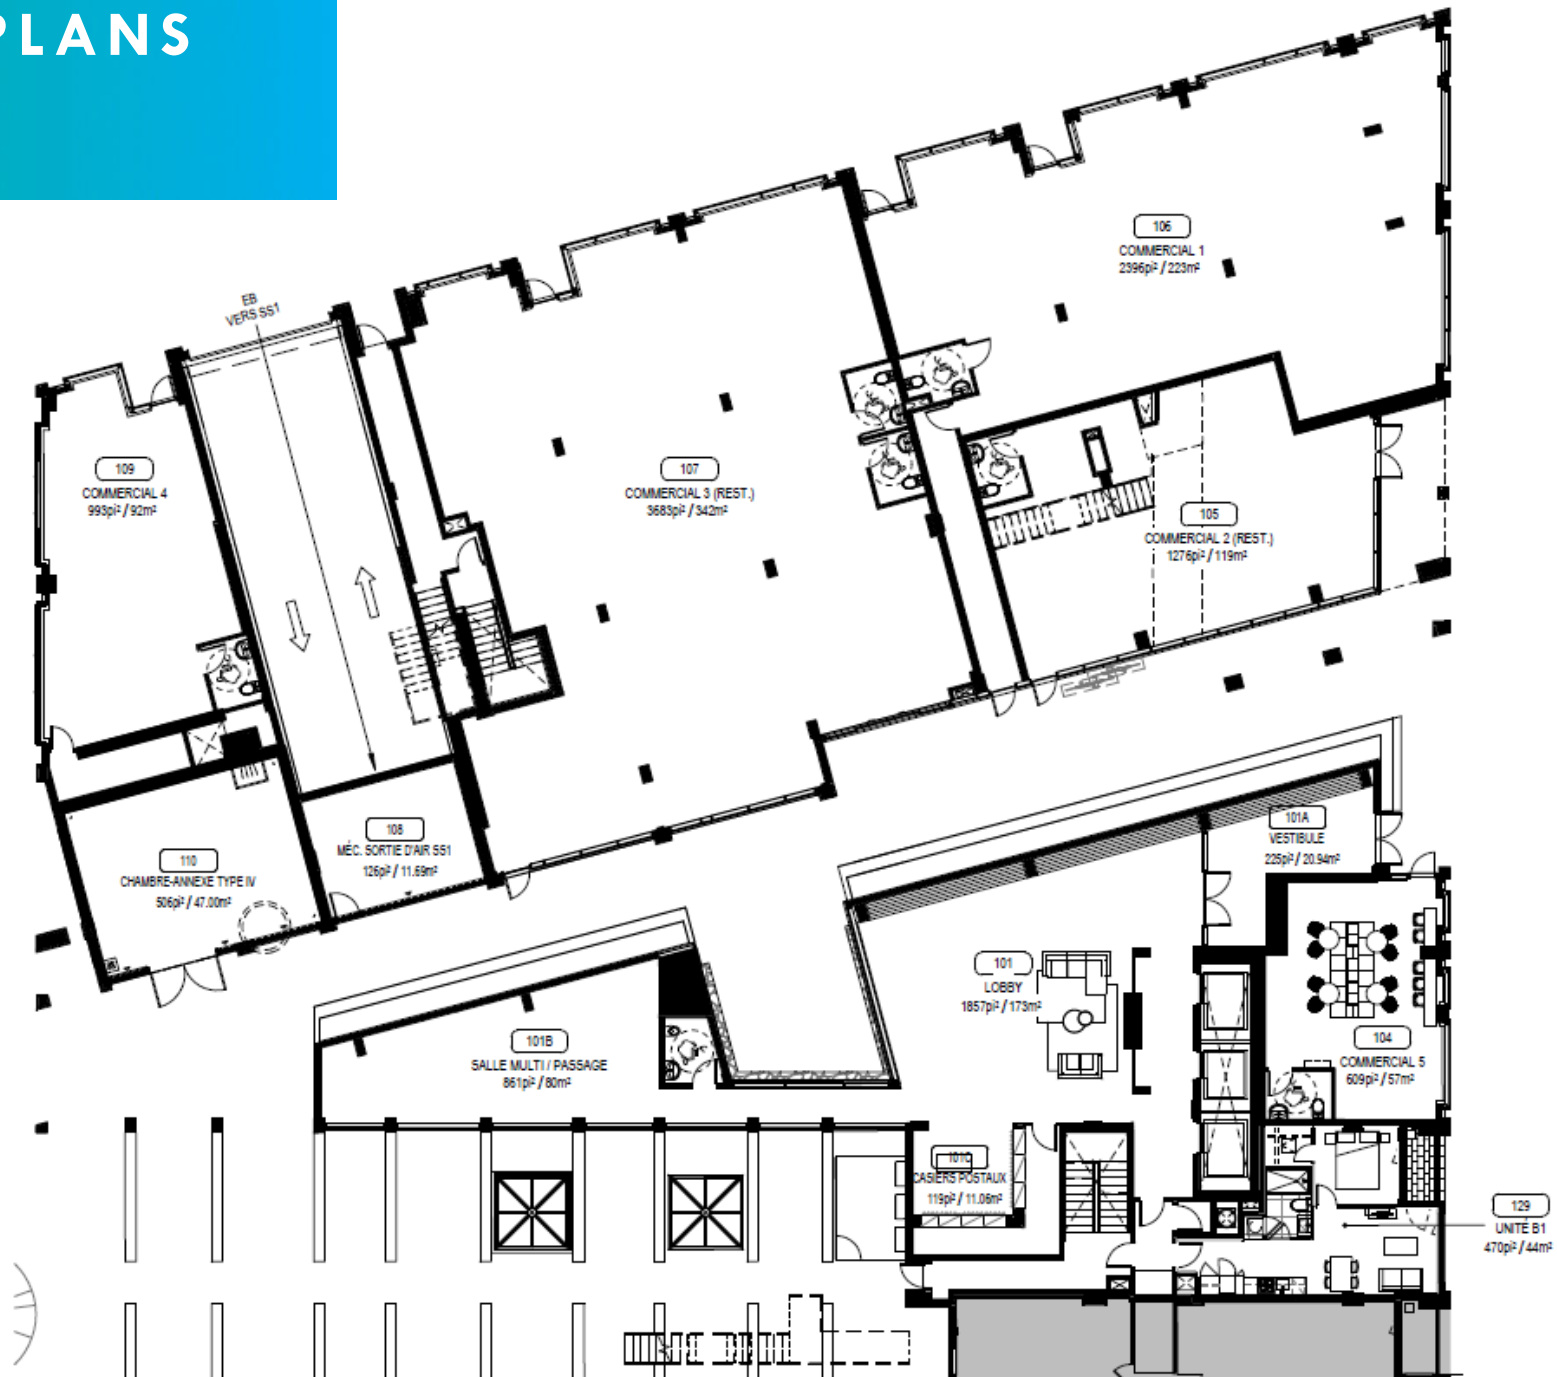 PLANS
106
COMMERCIAL 1
2396pi² / 223m²
EB
VERS SS1
109
COMMERCIAL 4
993pi² / 92m²
107
COMMERCIAL 3 (REST.)
3683pi² / 342m²
105
COMMERCIAL 2 (REST.)
1276pi² / 119m²
108
MÉC. SORTIE D'AIR SS1
126pi² / 11.69m²
101A
VESTIBULE
225pi² / 20.94m²
110
CHAMBRE-ANNEXE TYPE IV
506pi² / 47.00m²
101
LOBBY
1857pi² / 173m²
101B
SALLE MULTI / PASSAGE
861pi² / 80m²
104
COMMERCIAL 5
609pi² / 57m²
101C
CASIERS POSTAUX
119pi² / 11.06m²
129
UNITÉ B1
470pi² / 44m²